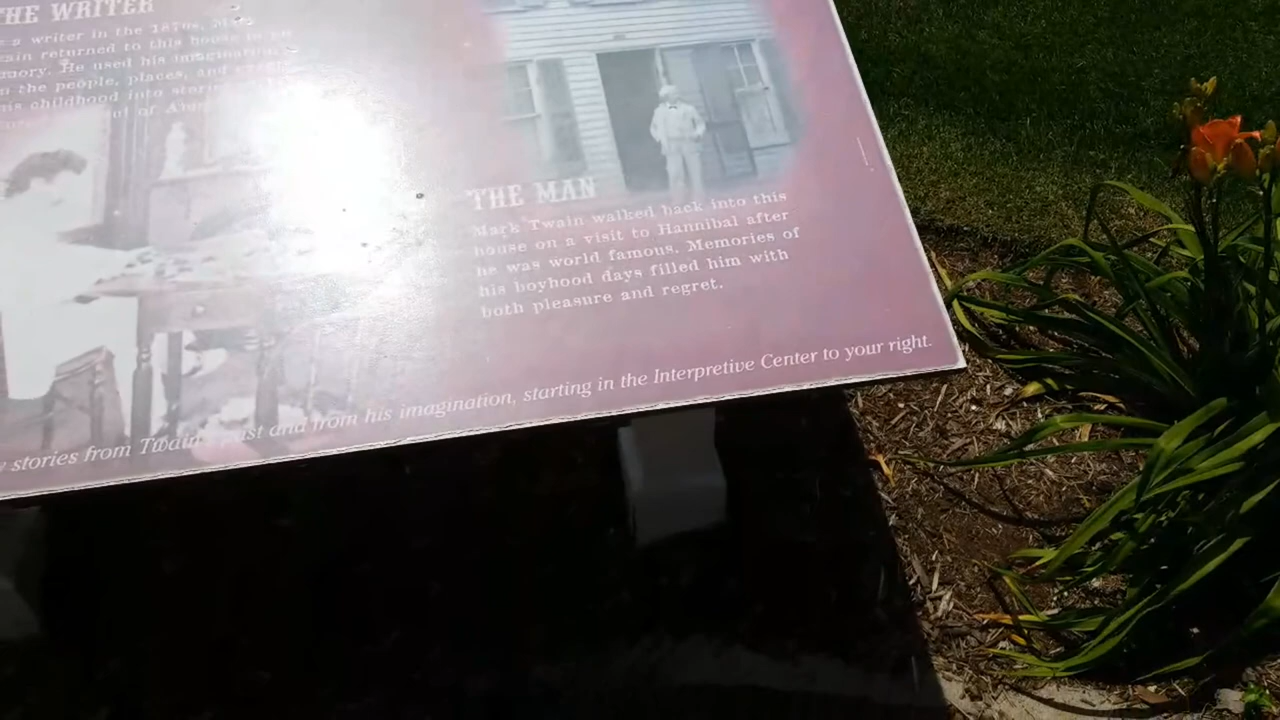 THE WRITER
s a writer in the 1870s,
ain returned to this house in
mory. He used his imagination
n the people, places, and
his childhood into
out of
THE MAN
Mark Twain walked back into this
house on a visit to Hannibal after
he was world famous. Memories of
his boyhood days filled him with
both pleasure and regret.
stories from Twain's past and from his imagination, starting in the Interpretive Center to your right.